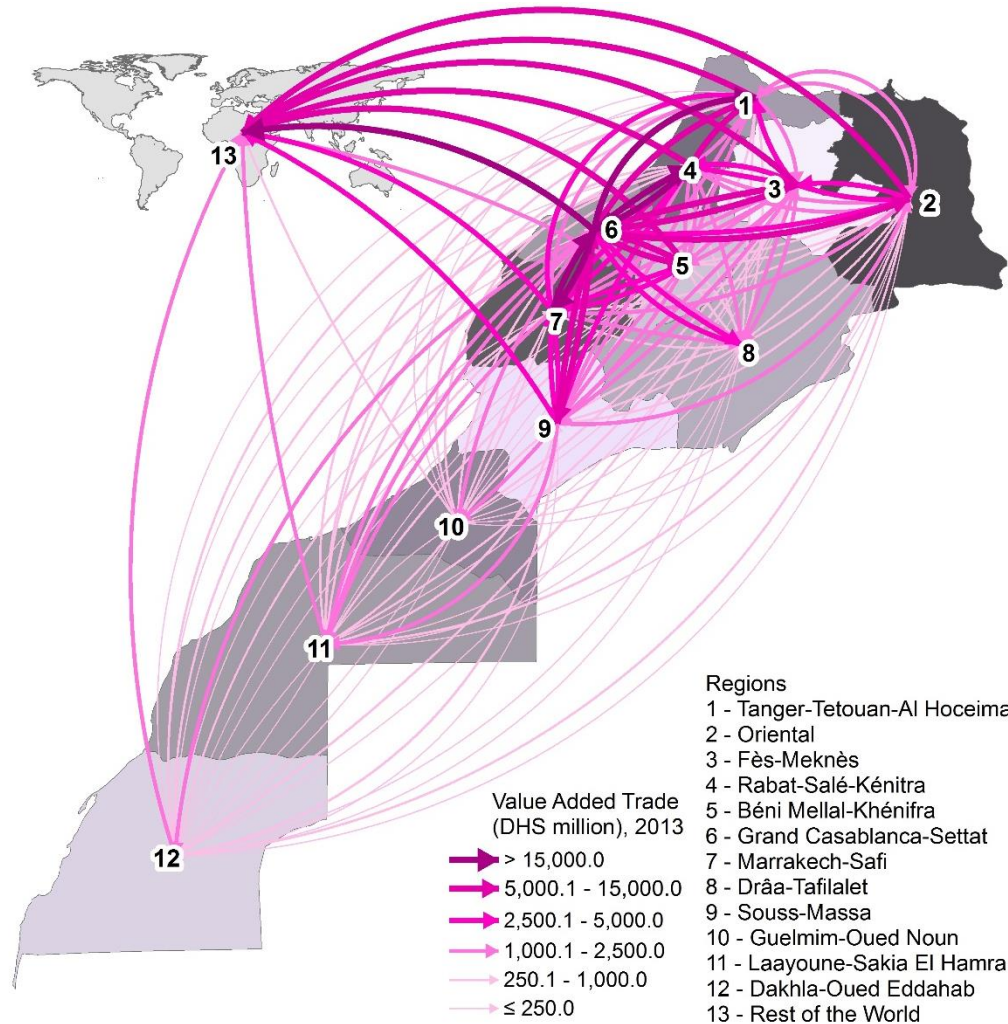 13
1
4
3
2
6
5
7
8
9
10
11
12
Regions
1 - Tanger-Tetouan-Al Hoceima
2 - Oriental
3 - Fès-Meknès
4 - Rabat-Salé-Kénitra
5 - Béni Mellal-Khénifra
6 - Grand Casablanca-Settat
7 - Marrakech-Safi
8 - Drâa-Tafilalet
9 - Souss-Massa
10 - Guelmim-Oued Noun
11 - Laayoune-Sakia El Hamra
12 - Dakhla-Oued Eddahab
13 - Rest of the World
Value Added Trade
(DHS million), 2013
> 15,000.0
5,000.1 - 15,000.0
2,500.1 - 5,000.0
1,000.1 - 2,500.0
250.1 - 1,000.0
≤ 250.0